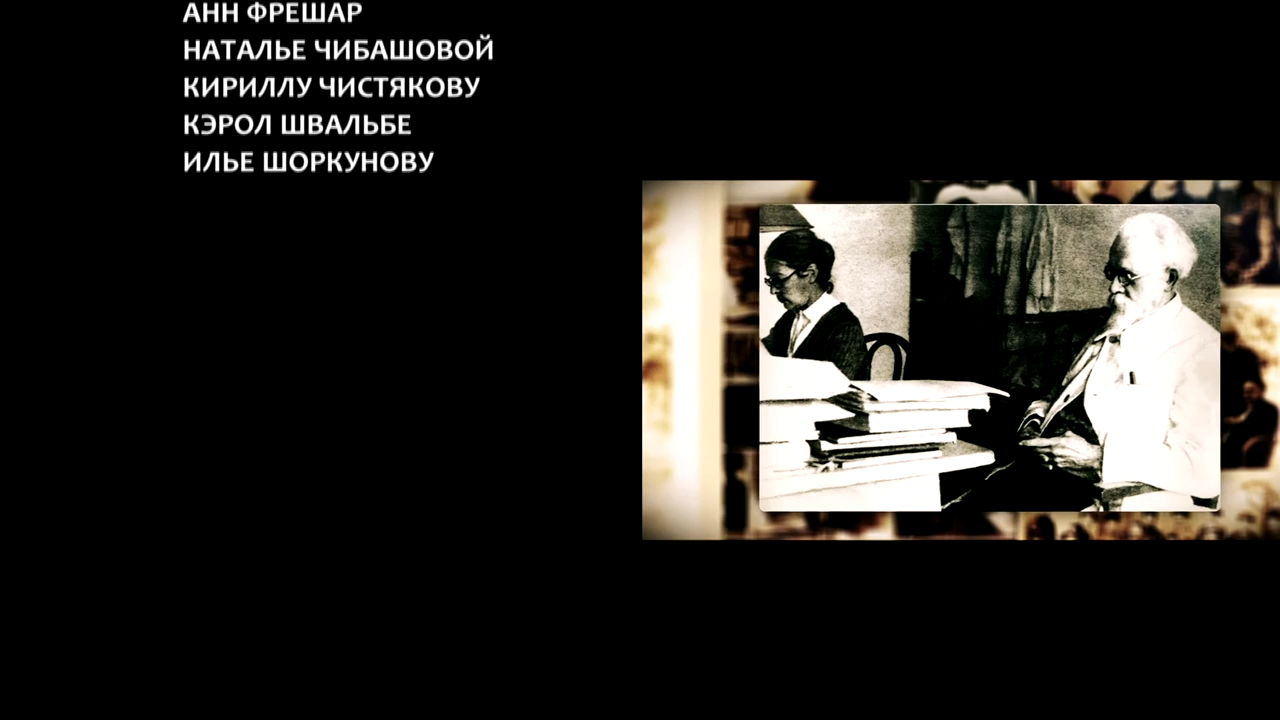 АНН ФРЕШАР
НАТАЛЬЕ ЧИБАШОВОЙ
КИРИЛЛУ ЧИСТЯКОВУ
КЭРОЛ ШВАЛЬБЕ
ИЛЬЕ ШОРКУНОВУ